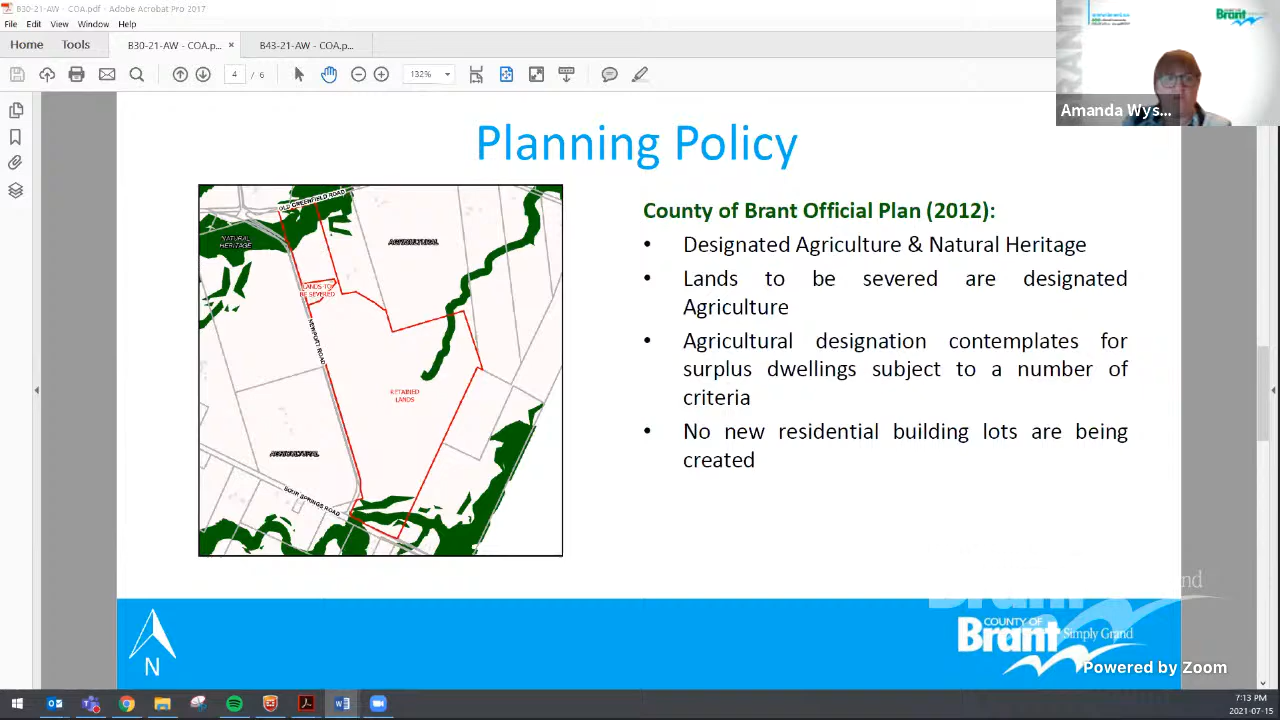 B30-21-AW - COA.pdf - Adobe Acrobat Pro 2017
File Edit View Window Help
Home Tools B30-21-AW - COA.p... × B43-21-AW - COA.p...
4 / 6 132%
Brant
Amanda Wys...
Planning Policy
OLD GREENFIELD ROAD
NATURAL
HERITAGE
AGRICULTURAL
LANDS TO
BE SEVERED
NEWPORT ROAD
RETAINED
LANDS
AGRICULTURAL
SOUR SPRINGS ROAD
County of Brant Official Plan (2012):
• Designated Agriculture & Natural Heritage
• Lands to be severed are designated
Agriculture
• Agricultural designation contemplates for
surplus dwellings subject to a number of
criteria
• No new residential building lots are being
created
N
COUNTY OF
Brant Simply Grand
Powered by Zoom
7:13 PM
2021-07-15